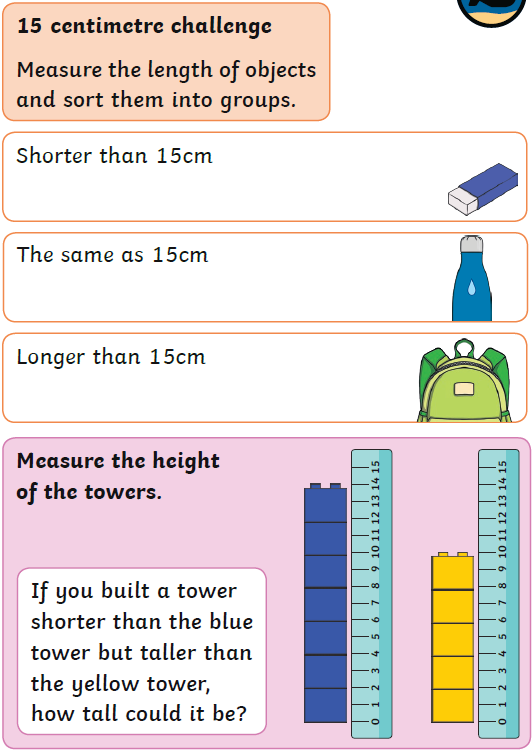 15 centimetre challenge
Measure the length of objects
and sort them into groups.
Shorter than 15cm
The same as 15cm
Longer than 15cm
Measure the height
of the towers.
If you built a tower
shorter than the blue
tower but taller than
the yellow tower,
how tall could it be?
0 1 2 3 4 5 6 7 8 9 10 11 12 13 14 15
0 1 2 3 4 5 6 7 8 9 10 11 12 13 14 15